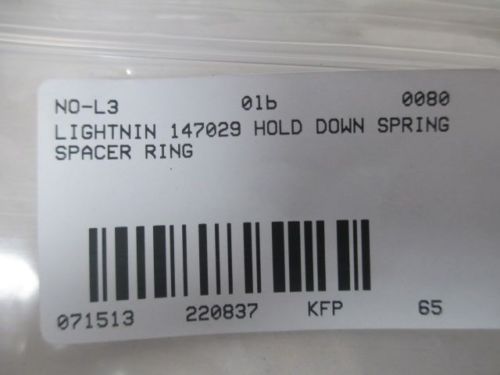 NO-L3 01b 0080
LIGHTNIN 147029 HOLD DOWN SPRING
SPACER RING
071513 220837 KFP 65